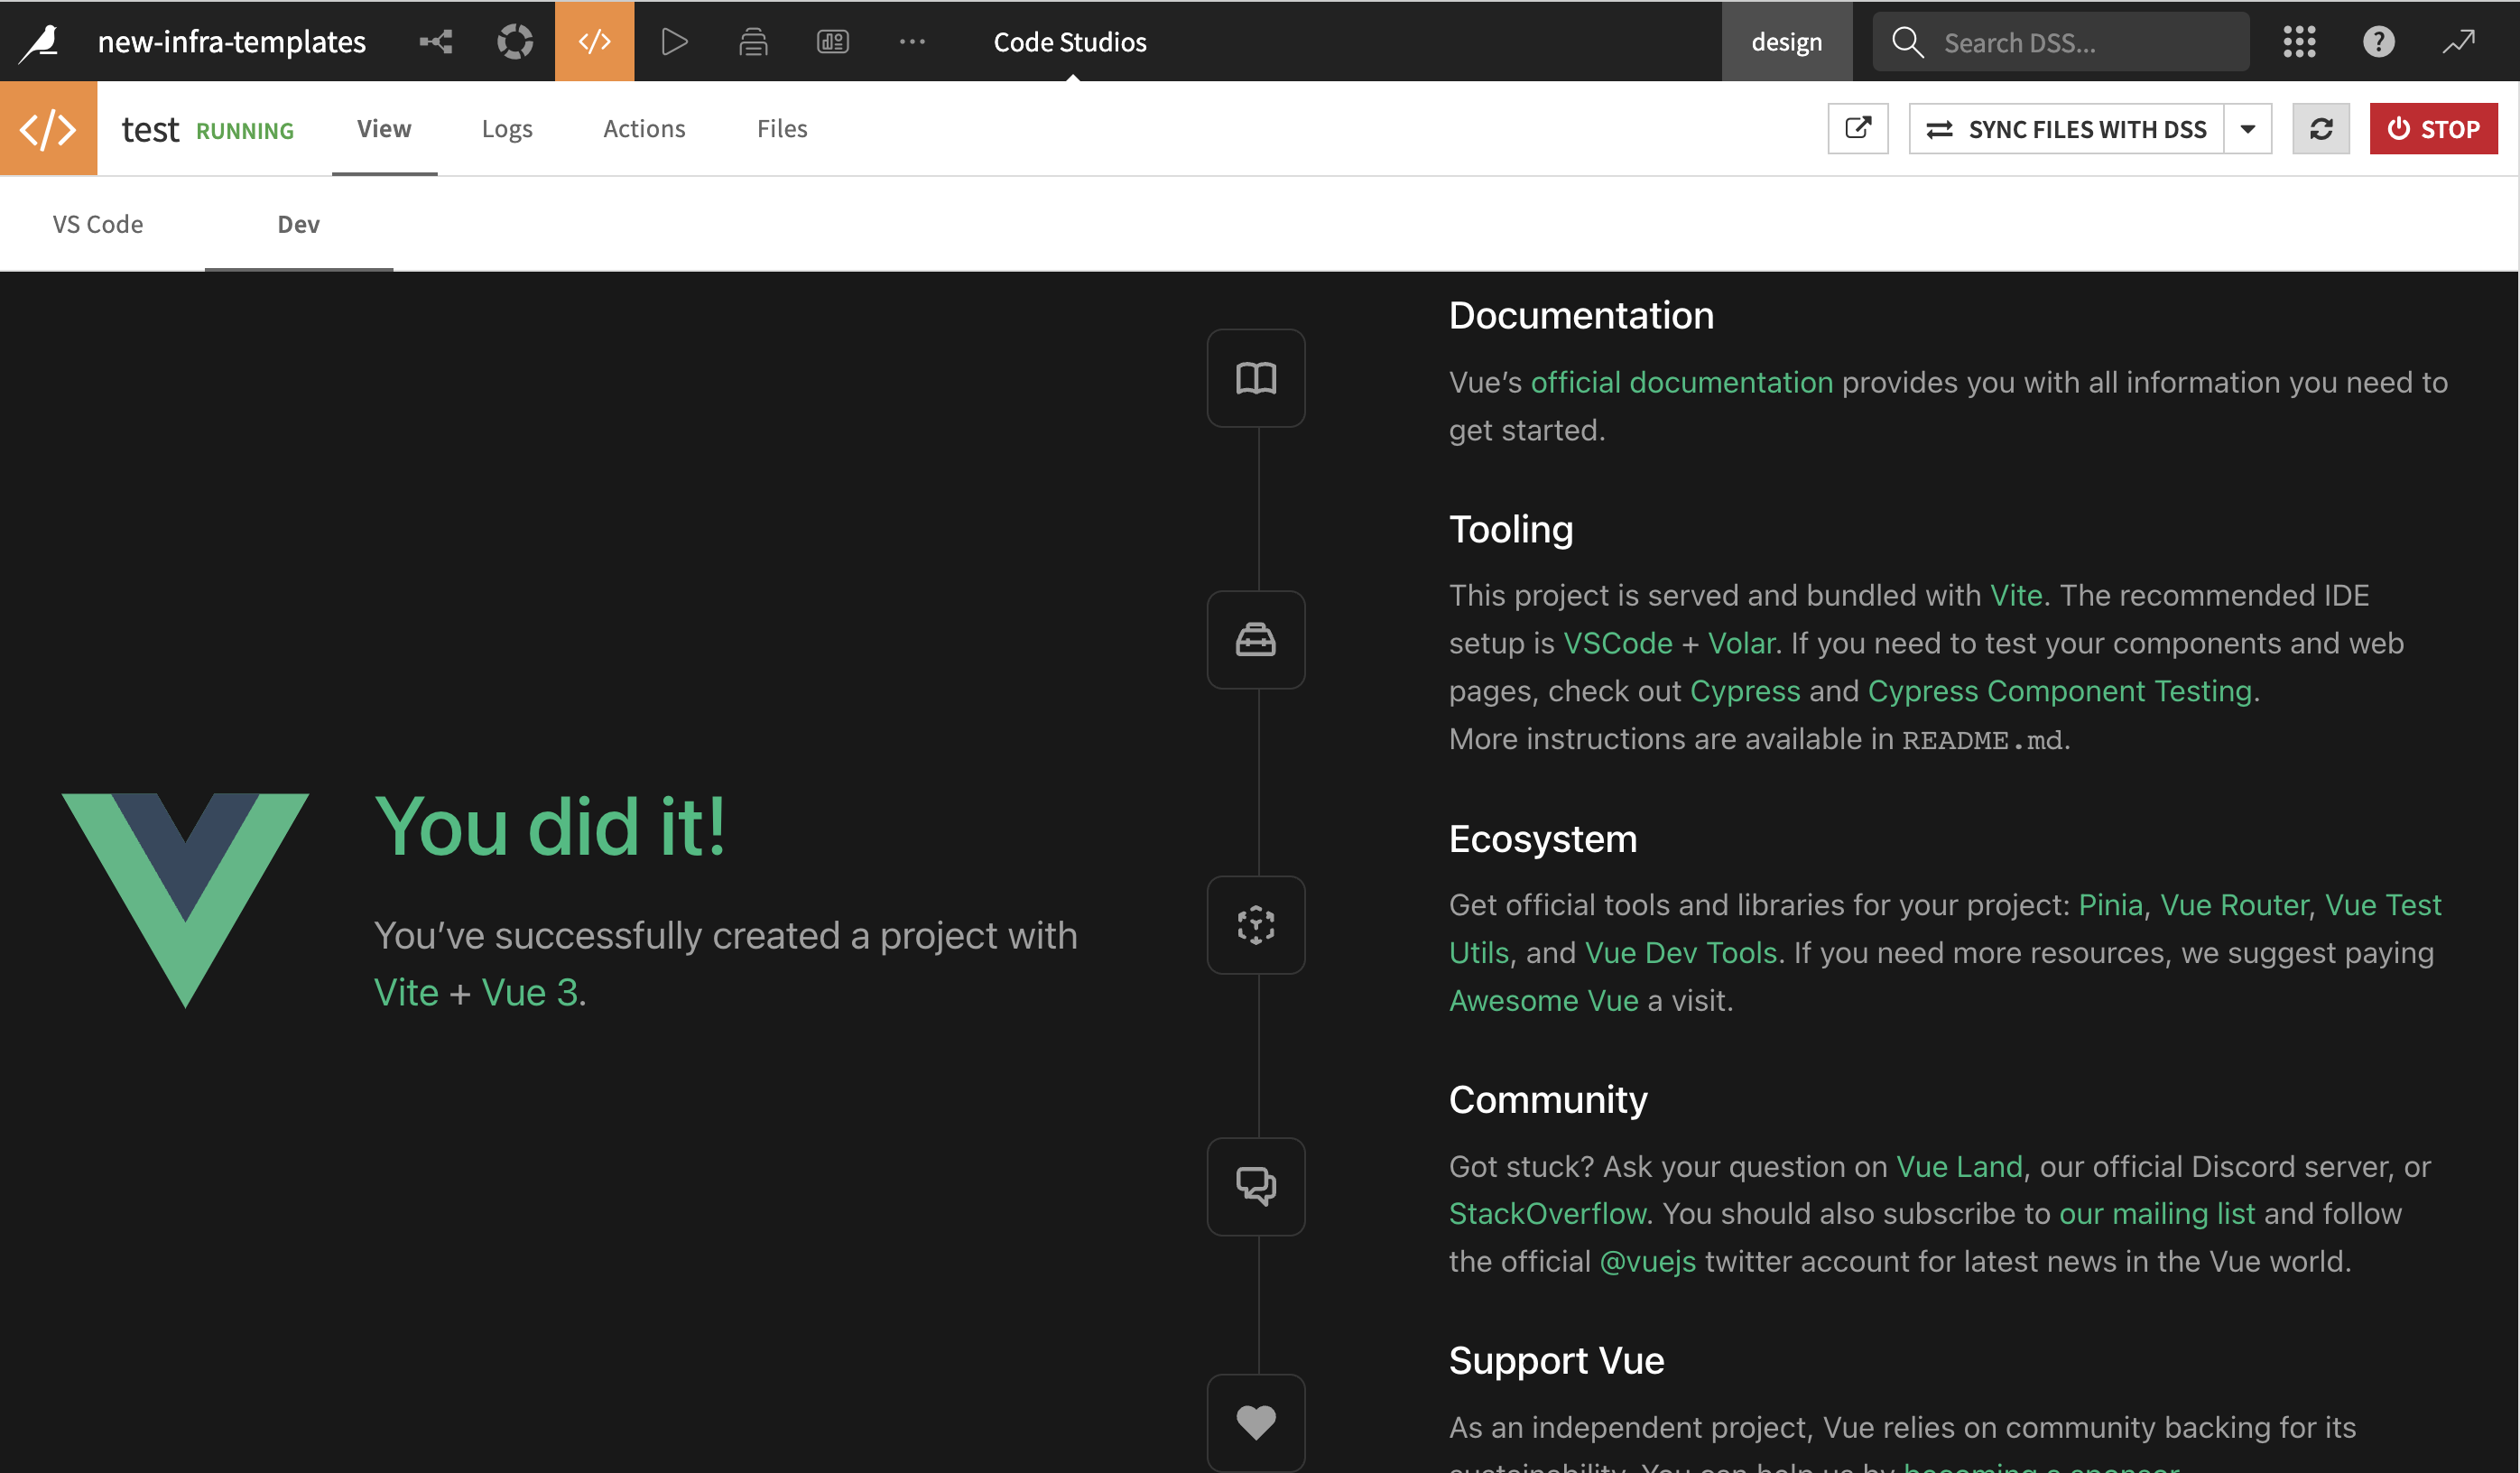 new-infra-templates
Code Studios
design
Search DSS...
?
test RUNNING
View
Logs
Actions
Files
SYNC FILES WITH DSS
STOP
VS Code
Dev
You did it!
You’ve successfully created a project with
Vite + Vue 3.
Documentation
Vue’s official documentation provides you with all information you need to
get started.
Tooling
This project is served and bundled with Vite. The recommended IDE
setup is VSCode + Volar. If you need to test your components and web
pages, check out Cypress and Cypress Component Testing.
More instructions are available in README.md.
Ecosystem
Get official tools and libraries for your project: Pinia, Vue Router, Vue Test
Utils, and Vue Dev Tools. If you need more resources, we suggest paying
Awesome Vue a visit.
Community
Got stuck? Ask your question on Vue Land, our official Discord server, or
StackOverflow. You should also subscribe to our mailing list and follow
the official @vuejs twitter account for latest news in the Vue world.
Support Vue
As an independent project, Vue relies on community backing for its
sustainability. You can help us by becoming a sponsor.